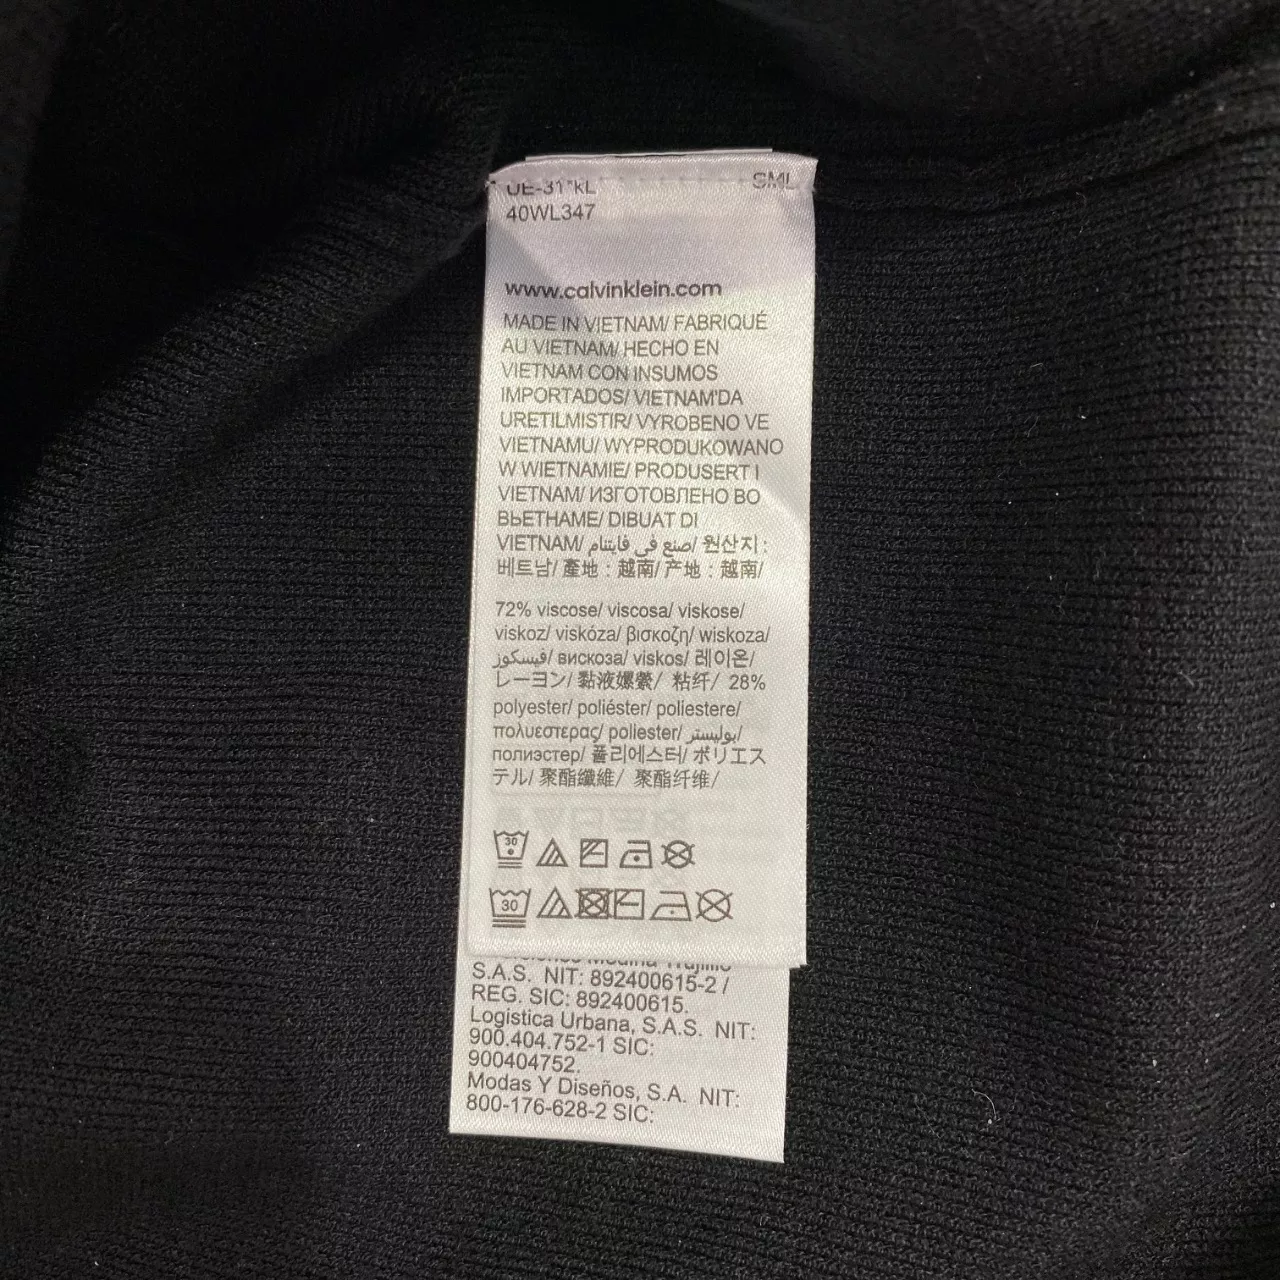 SML
40WL347
www.calvinklein.com
MADE IN VIETNAM/ FABRIQUÉ
AU VIETNAM/ HECHO EN
VIETNAM CON INSUMOS
IMPORTADOS/ VIETNAM'DA
URETILMISTIR/ VYROBENO VE
VIETNAMU/ WYPRODUKOWANO
W WIETNAMIE/ PRODUSERT I
VIETNAM/ ИЗГОТОВЛЕНО ВО
ВЬЕТНАМЕ/ DIBUAT DI
VIETNAM/ صنع في فايتنام/ 원산지 :
베트남/ 產地 : 越南/ 产地 : 越南/
72% viscose/ viscosa/ viskose/
viskoz/ viskóza/ βισκοζη/ wiskoza/
فيسكوز/ вискоза/ viskos/ 레이온/
レーヨン/ 黏液嫘縈/ 粘纤/ 28%
polyester/ poliéster/ poliestere/
πολυεστερας/ poliester/ بوليستر/
полиэстер/ 폴리에스터/ ポリエス
テル/ 聚酯纖維/ 聚酯纤维/
30
30
Modina Trujillo
S.A.S. NIT: 892400615-2 /
REG. SIC: 892400615.
Logistica Urbana, S.A.S. NIT:
900.404.752-1 SIC:
900404752.
Modas Y Diseños, S.A. NIT:
800-176-628-2 SIC: